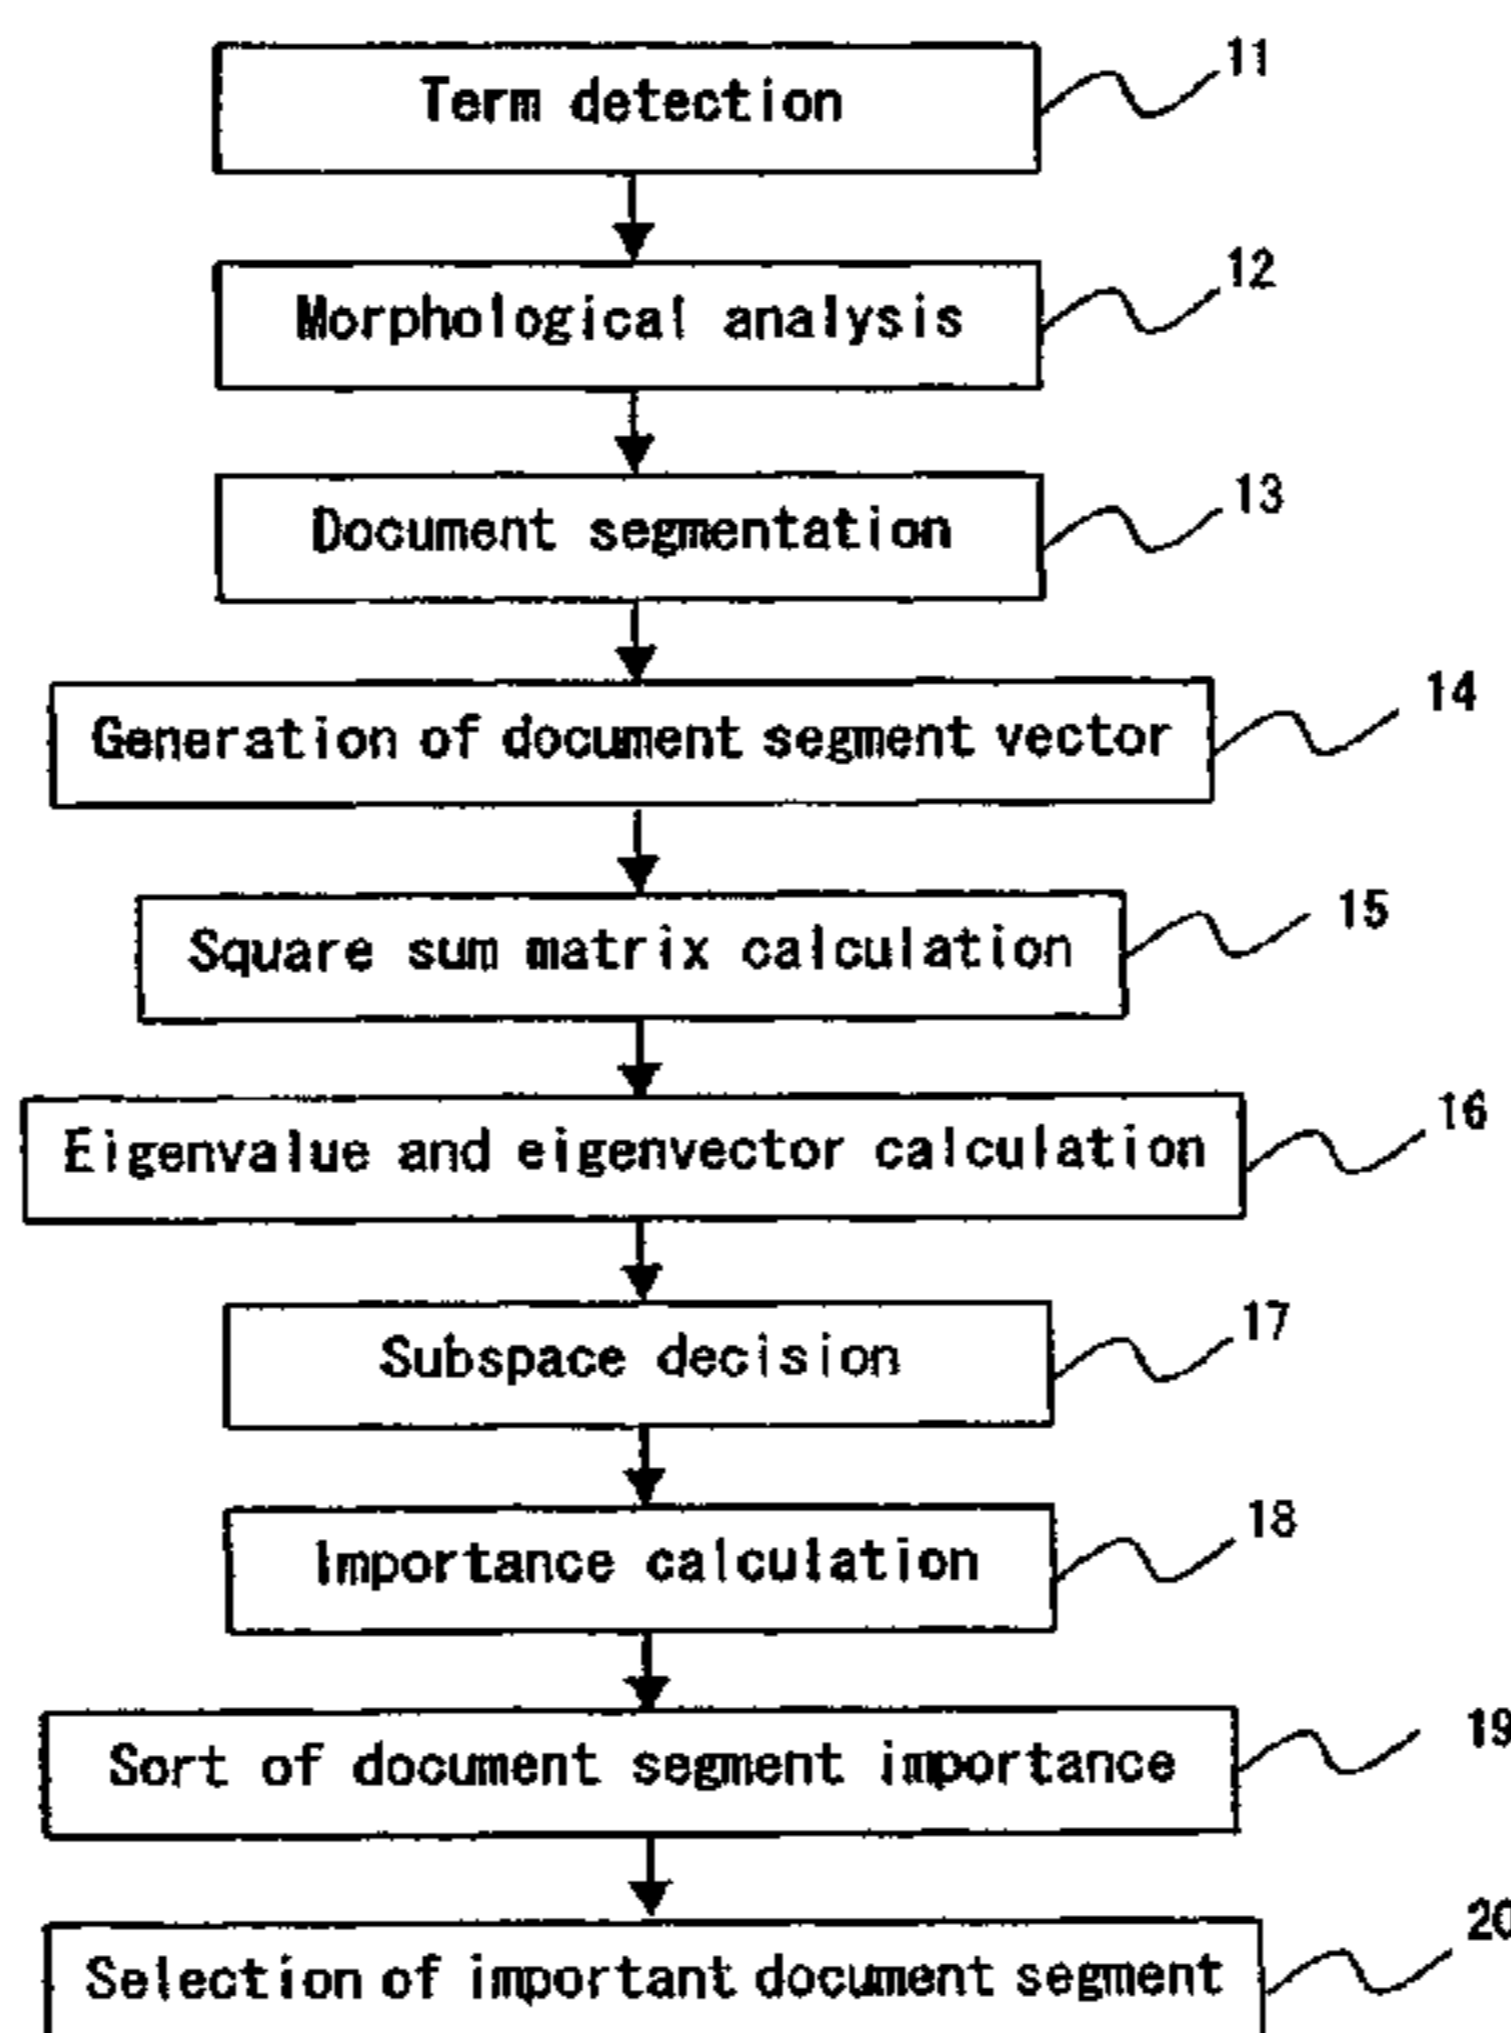 Term detection 11
Morphological analysis 12
Document segmentation 13
Generation of document segment vector 14
Square sum matrix calculation 15
Eigenvalue and eigenvector calculation 16
Subspace decision 17
Importance calculation 18
Sort of document segment importance 19
Selection of important document segment 20